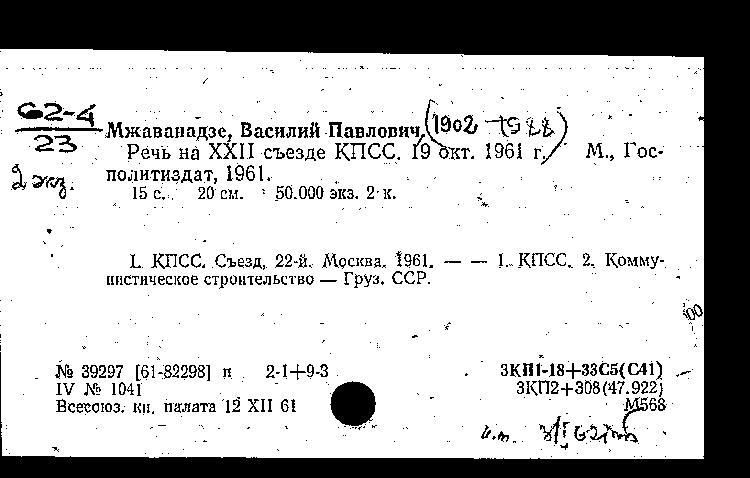 62-4
23
2 экз.
Мжаванадзе, Василий Павлович, (1902 - 1988)
Речь на XXII съезде КПСС. 19 окт. 1961 г. М., Гос-
политиздат, 1961.
15 с. 20 см. 50.000 экз. 2 к.
1. КПСС. Съезд, 22-й. Москва. 1961. — — 1. КПСС. 2. Комму-
нистическое строительство — Груз. ССР.
№ 39297 [61-82298] п 2-1+9-3
IV № 1041
Всесоюз. кн. палата 12 XII 61
3КП1-18+33С5(С41)
3КП2+308(47.922)
М568